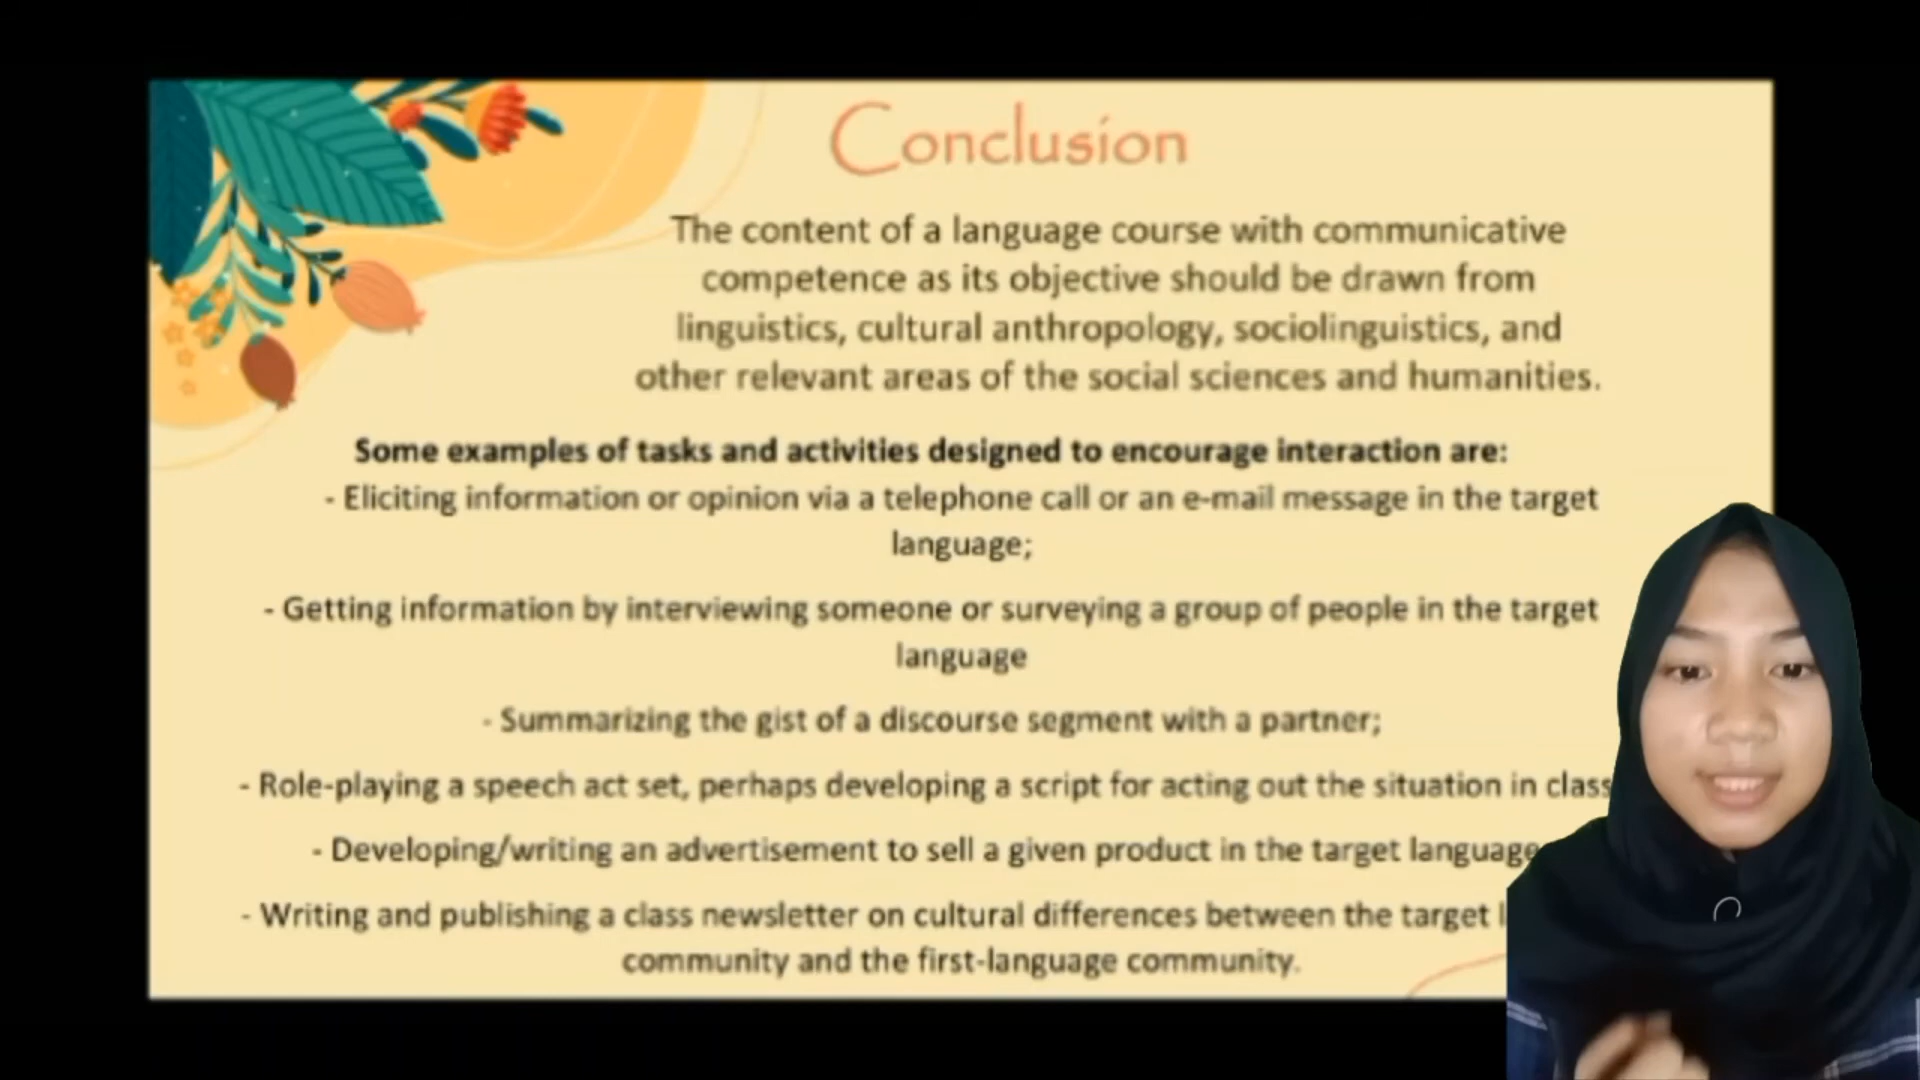 Conclusion
The content of a language course with communicative
competence as its objective should be drawn from
linguistics, cultural anthropology, sociolinguistics, and
other relevant areas of the social sciences and humanities.
Some examples of tasks and activities designed to encourage interaction are:
- Eliciting information or opinion via a telephone call or an e-mail message in the target
language;
- Getting information by interviewing someone or surveying a group of people in the target
language
- Summarizing the gist of a discourse segment with a partner;
- Role-playing a speech act set, perhaps developing a script for acting out the situation in class
- Developing/writing an advertisement to sell a given product in the target language
- Writing and publishing a class newsletter on cultural differences between the target
community and the first-language community.